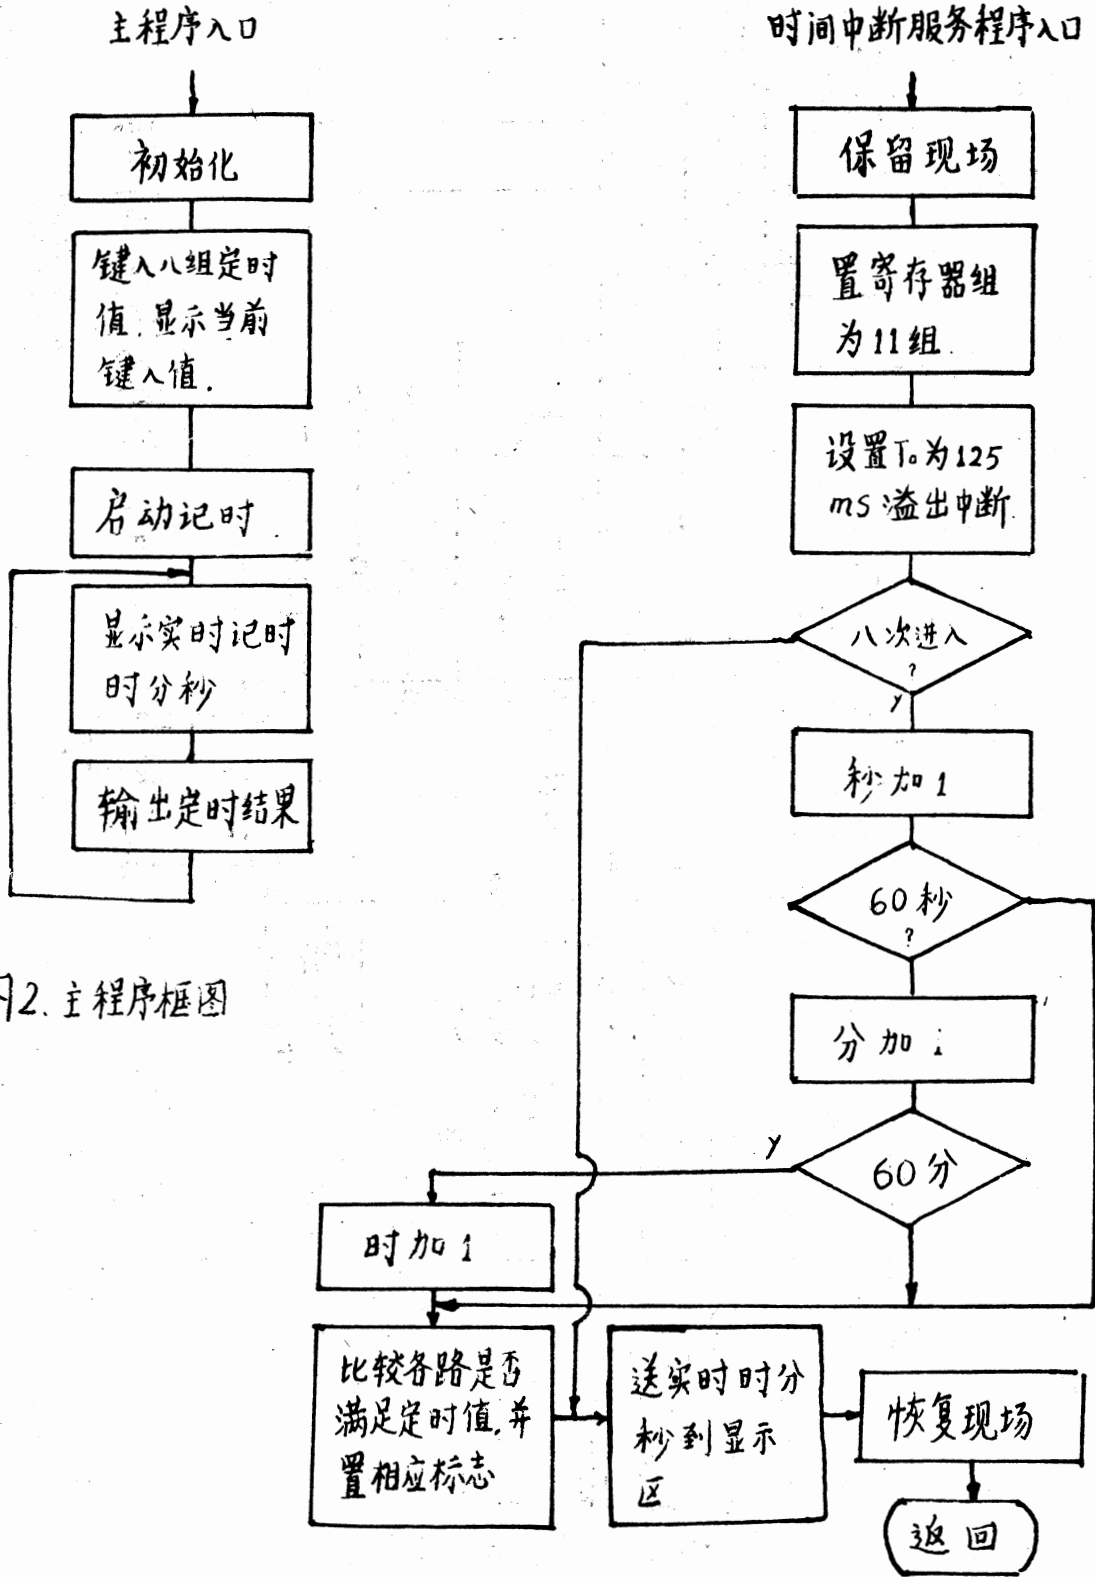 主程序入口
初始化
键入八组定时
值.显示当前
键入值.
启动记时.
显示实时记时
时分秒
输出定时结果
2.主程序框图
时间中断服务程序入口
保留现场
置寄存器组
为11组.
设置T₀为125
ms溢出中断
八次进入
?
Y
秒加1
60秒
?
分加1
60分
Y
时加1
比较各路是否
满足定时值,并
置相应标志
送实时时分
秒到显示
区
恢复现场
返回